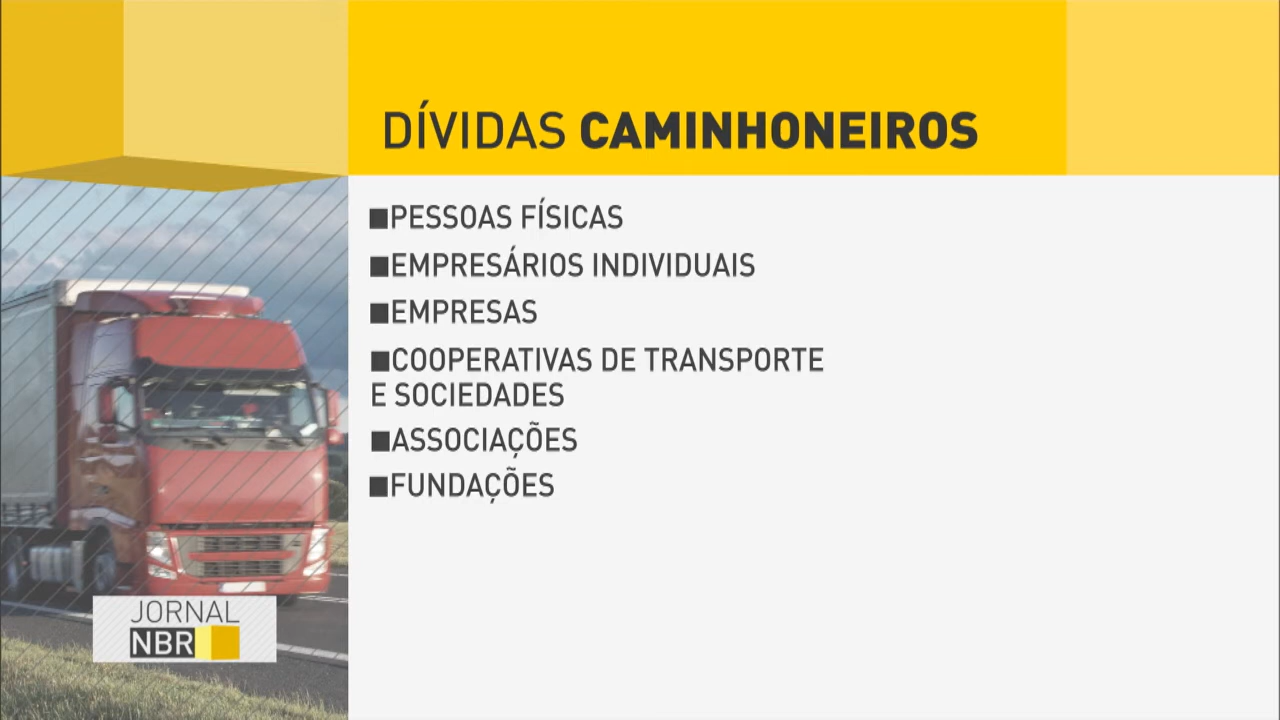 DÍVIDAS CAMINHONEIROS
■PESSOAS FÍSICAS
■EMPRESÁRIOS INDIVIDUAIS
■EMPRESAS
■COOPERATIVAS DE TRANSPORTE
E SOCIEDADES
■ASSOCIAÇÕES
■FUNDAÇÕES
JORNAL
NBR